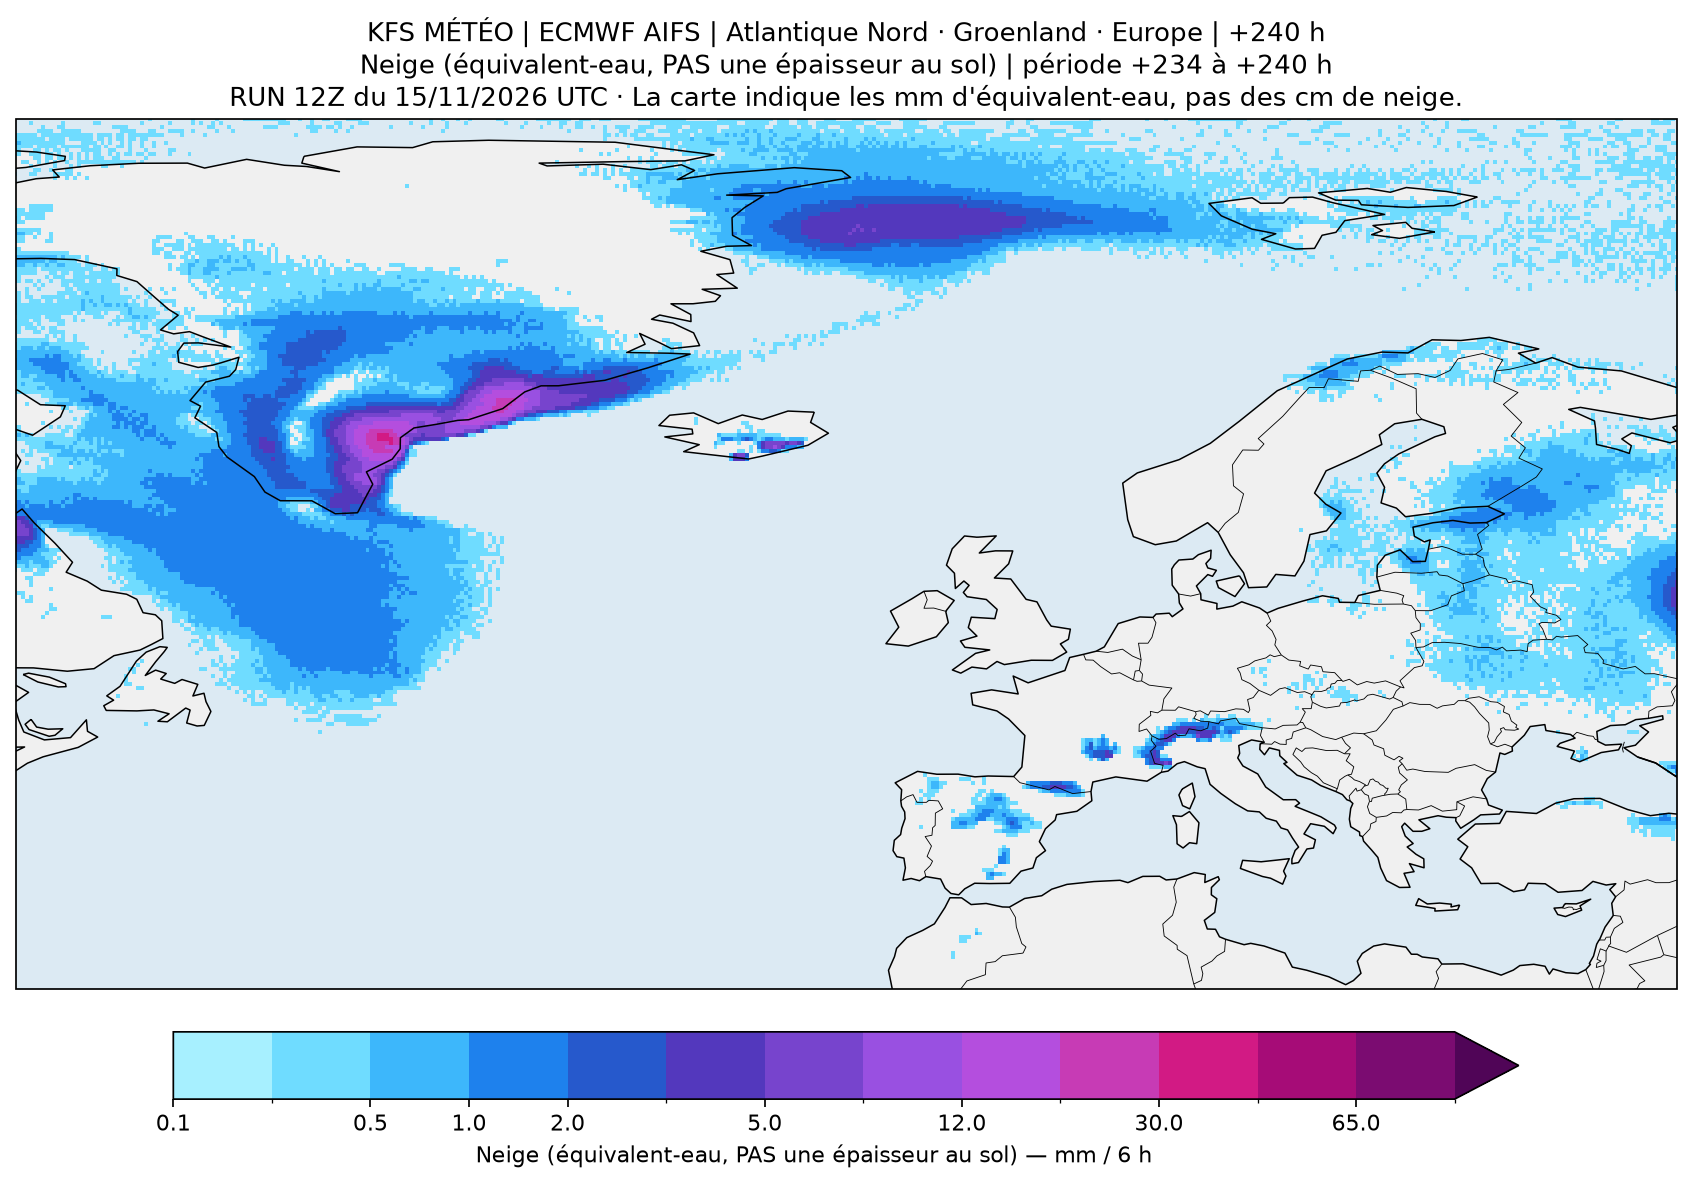 KFS MÉTÉO | ECMWF AIFS | Atlantique Nord · Groenland · Europe | +240 h
Neige (équivalent-eau, PAS une épaisseur au sol) | période +234 à +240 h
RUN 12Z du 15/11/2026 UTC · La carte indique les mm d'équivalent-eau, pas des cm de neige.
0.1 0.5 1.0 2.0 5.0 12.0 30.0 65.0
Neige (équivalent-eau, PAS une épaisseur au sol) — mm / 6 h